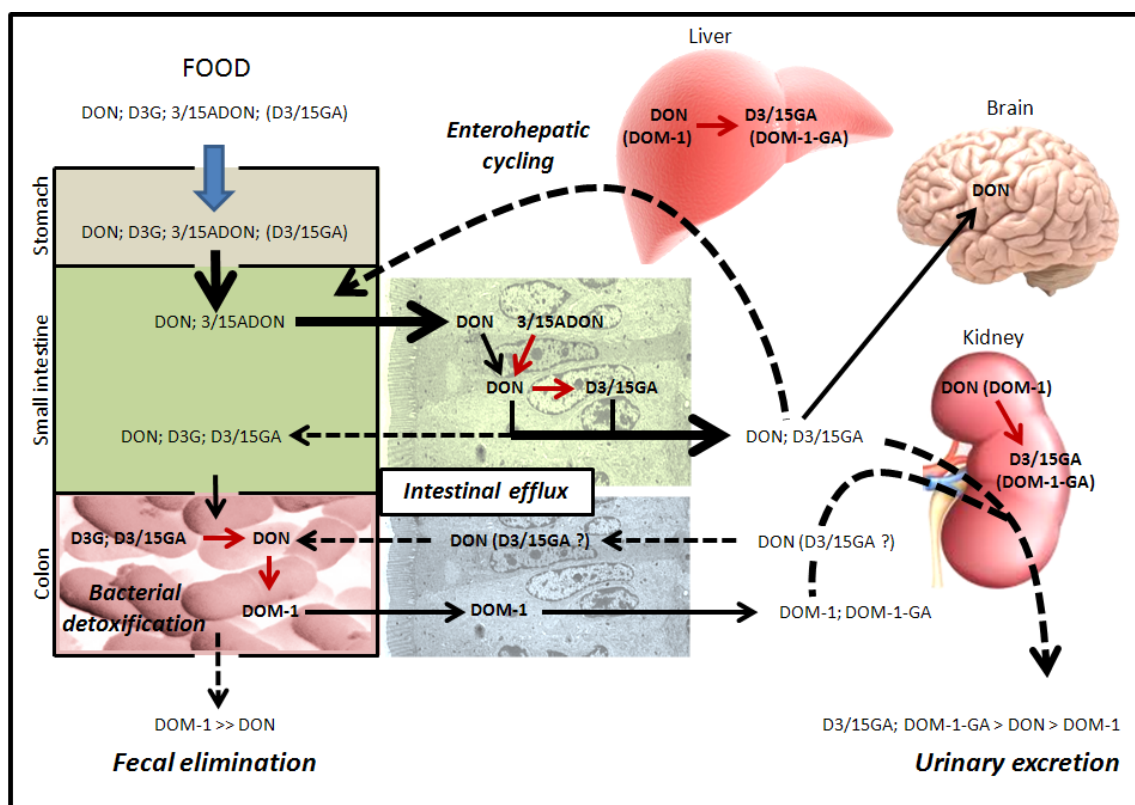 FOOD
DON; D3G; 3/15ADON; (D3/15GA)
Stomach
DON; D3G; 3/15ADON; (D3/15GA)
Small intestine
DON; 3/15ADON
DON; D3G; D3/15GA
Colon
D3G; D3/15GA
DON
DOM-1
Bacterial
detoxification
DOM-1 >> DON
Fecal elimination
Enterohepatic
cycling
Liver
DON
(DOM-1)
D3/15GA
(DOM-1-GA)
DON
3/15ADON
DON
D3/15GA
Intestinal efflux
DON (D3/15GA ?)
DOM-1
DON; D3/15GA
DON (D3/15GA ?)
DOM-1; DOM-1-GA
Brain
DON
Kidney
DON (DOM-1)
D3/15GA
(DOM-1-GA)
D3/15GA; DOM-1-GA > DON > DOM-1
Urinary excretion